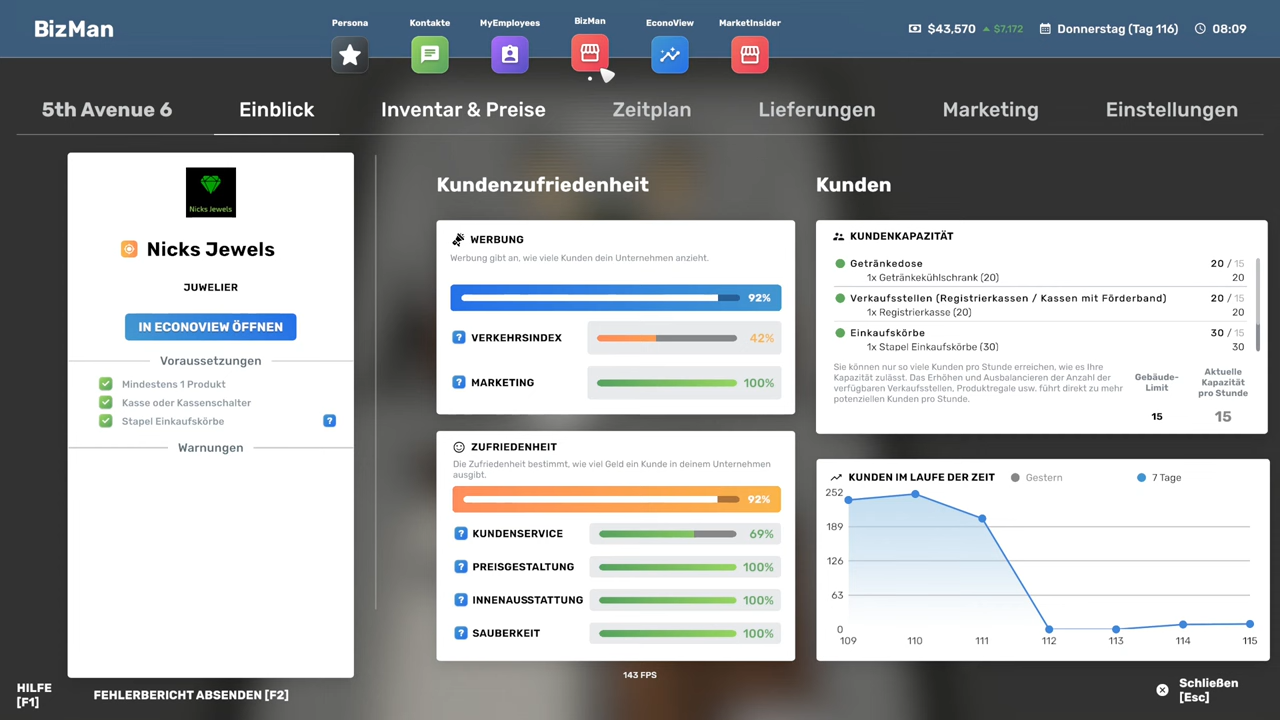 BizMan
Persona
Kontakte
MyEmployees
BizMan
EconoView
MarketInsider
$43,570
$7.172
Donnerstag (Tag 116)
08:09
5th Avenue 6
Einblick
Inventar & Preise
Zeitplan
Lieferungen
Marketing
Einstellungen
Nicks Jewels
Nicks Jewels
JUWELIER
IN ECONOVIEW ÖFFNEN
Voraussetzungen
Mindestens 1 Produkt
Kasse oder Kassenschalter
Stapel Einkaufskörbe
?
Warnungen
Kundenzufriedenheit
WERBUNG
Werbung gibt an, wie viele Kunden dein Unternehmen anzieht.
92%
? VERKEHRSINDEX 42%
? MARKETING 100%
ZUFRIEDENHEIT
Die Zufriedenheit bestimmt, wie viel Geld ein Kunde in deinem Unternehmen
ausgibt.
92%
? KUNDENSERVICE 69%
? PREISGESTALTUNG 100%
? INNENAUSSTATTUNG 100%
? SAUBERKEIT 100%
Kunden
KUNDENKAPAZITÄT
Getränkedose 20 / 15
1x Getränkekühlschrank (20) 20
Verkaufsstellen (Registrierkassen / Kassen mit Förderband) 20 / 15
1x Registrierkasse (20) 20
Einkaufskörbe 30 / 15
1x Stapel Einkaufskörbe (30) 30
Sie können nur so viele Kunden pro Stunde erreichen, wie es Ihre
Kapazität zulässt. Das Erhöhen und Ausbalancieren der Anzahl der
verfügbaren Verkaufsstellen, Produktregale usw. führt direkt zu mehr
potenziellen Kunden pro Stunde.
Gebäude-
Limit
15
Aktuelle
Kapazität
pro Stunde
15
KUNDEN IM LAUFE DER ZEIT
Gestern
7 Tage
252
189
126
63
0
109 110 111 112 113 114 115
143 FPS
HILFE
[F1]
FEHLERBERICHT ABSENDEN [F2]
Schließen
[Esc]